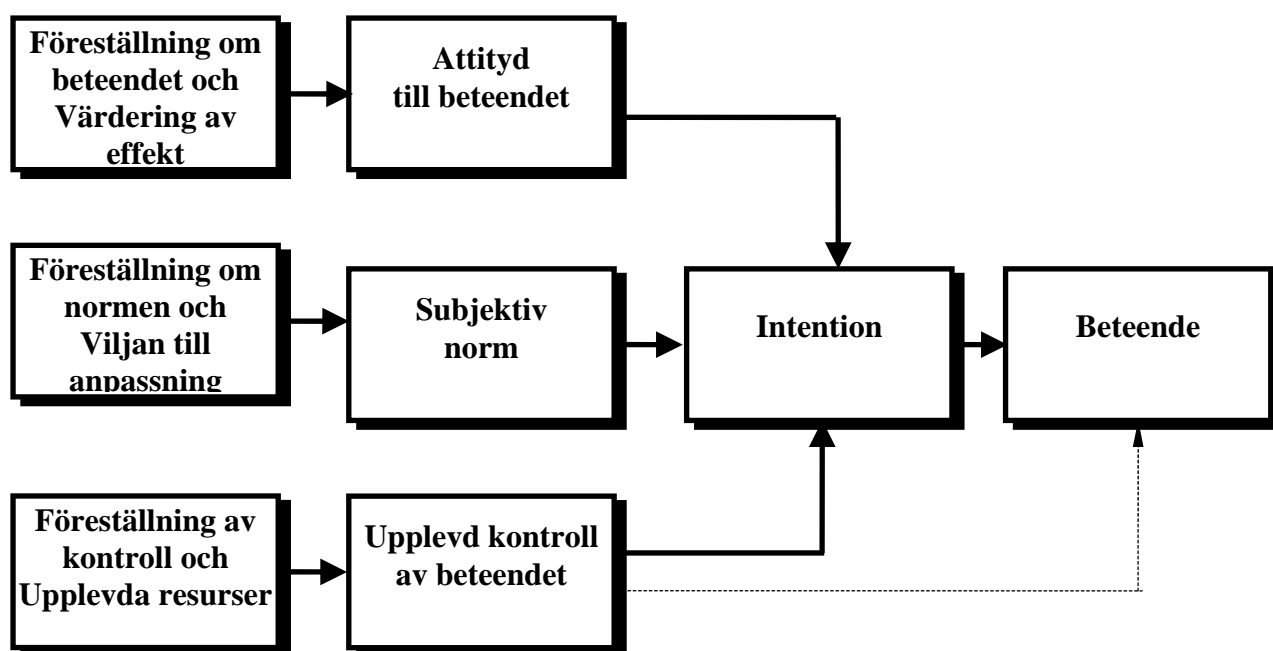 Föreställning om
beteendet och
Värdering av
effekt
Attityd
till beteendet
Föreställning om
normen och
Viljan till
anpassning
Subjektiv
norm
Intention
Beteende
Föreställning av
kontroll och
Upplevda resurser
Upplevd kontroll
av beteendet